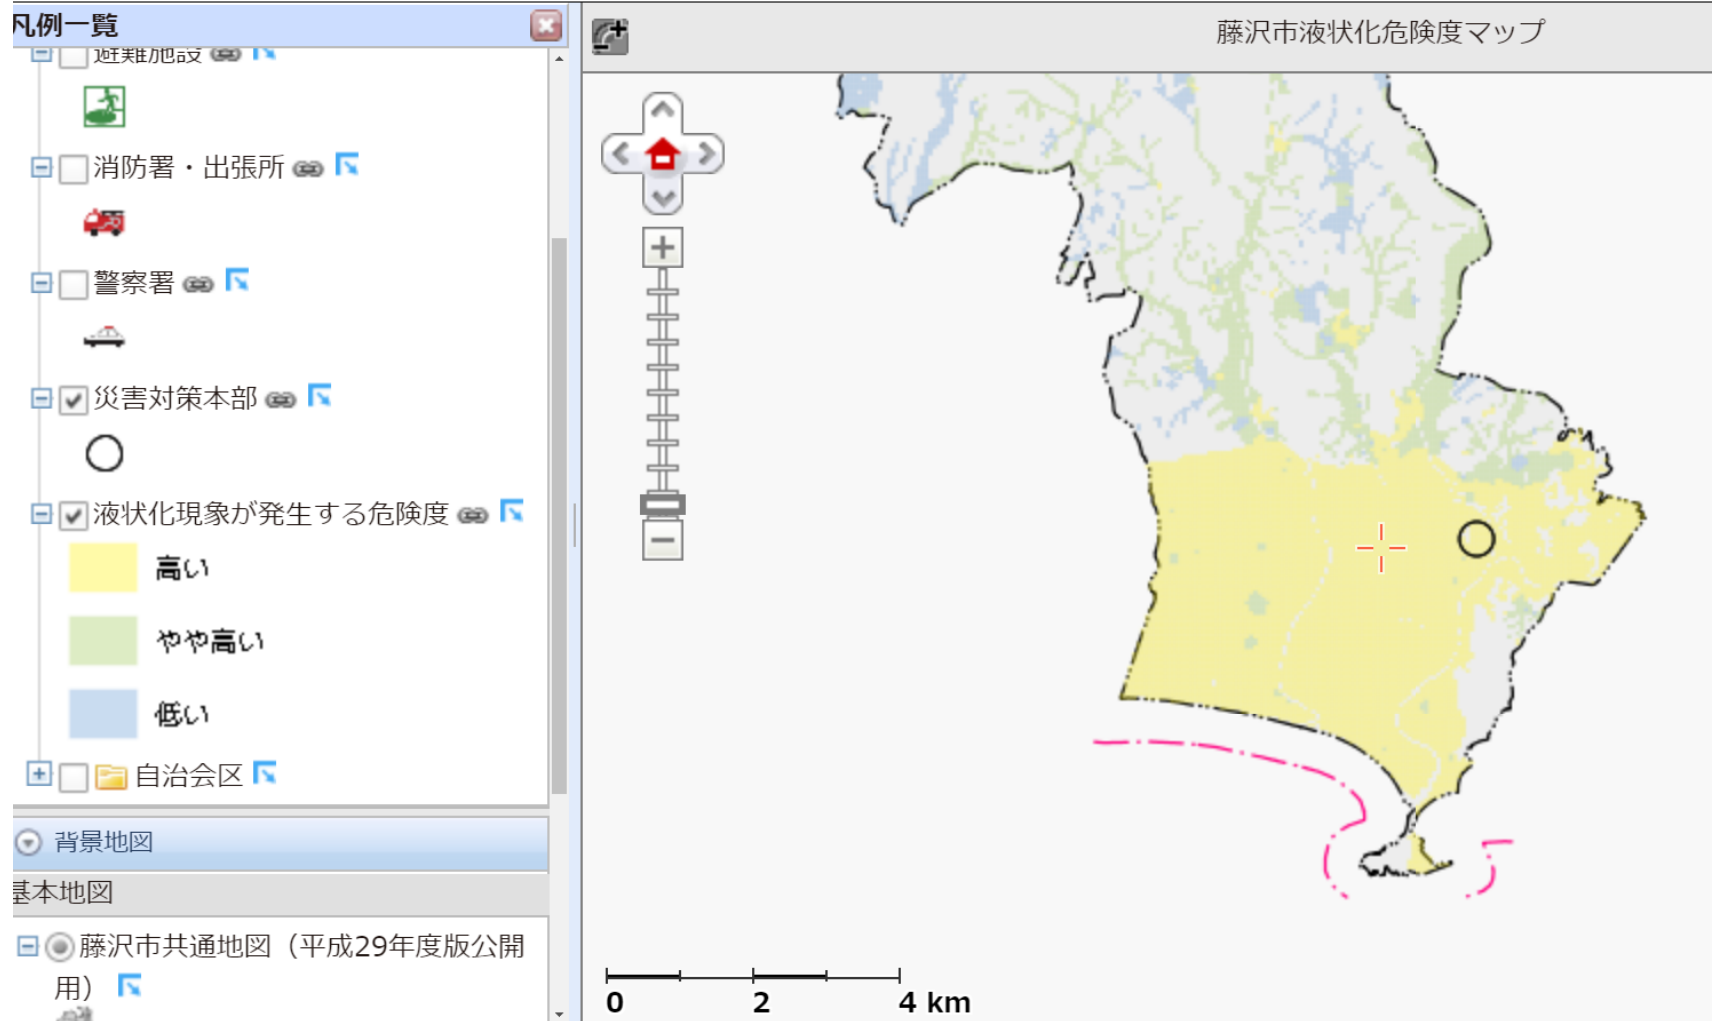 凡例一覧
避難施設
消防署・出張所
警察署
災害対策本部
液状化現象が発生する危険度
高い
やや高い
低い
自治会区
背景地図
基本地図
藤沢市共通地図（平成29年度版公開
用）
藤沢市液状化危険度マップ
0 2 4 km